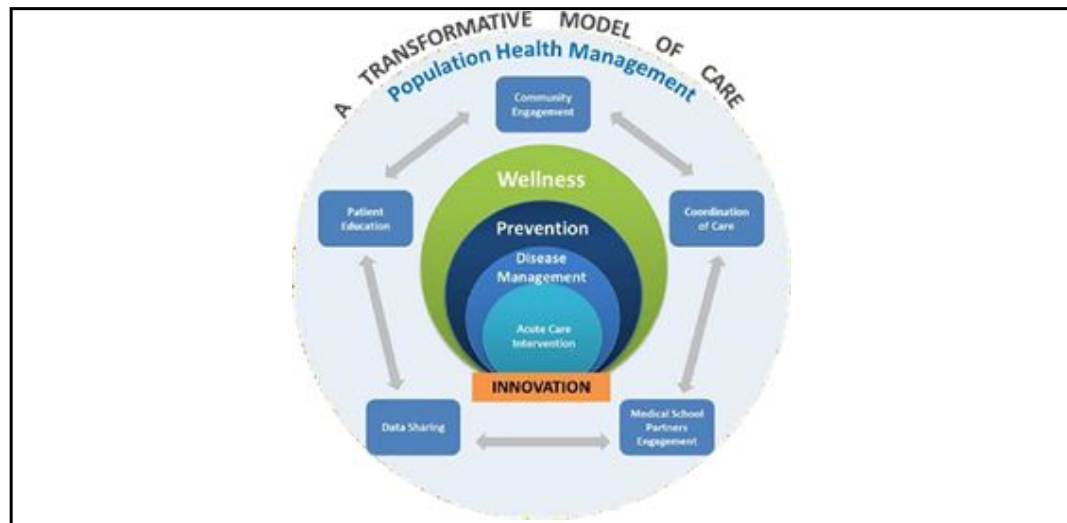 A TRANSFORMATIVE MODEL OF CARE
Population Health Management
Community
Engagement
Patient
Education
Coordination
of Care
Wellness
Prevention
Disease
Management
Acute Care
Intervention
INNOVATION
Data Sharing
Medical School
Partners
Engagement